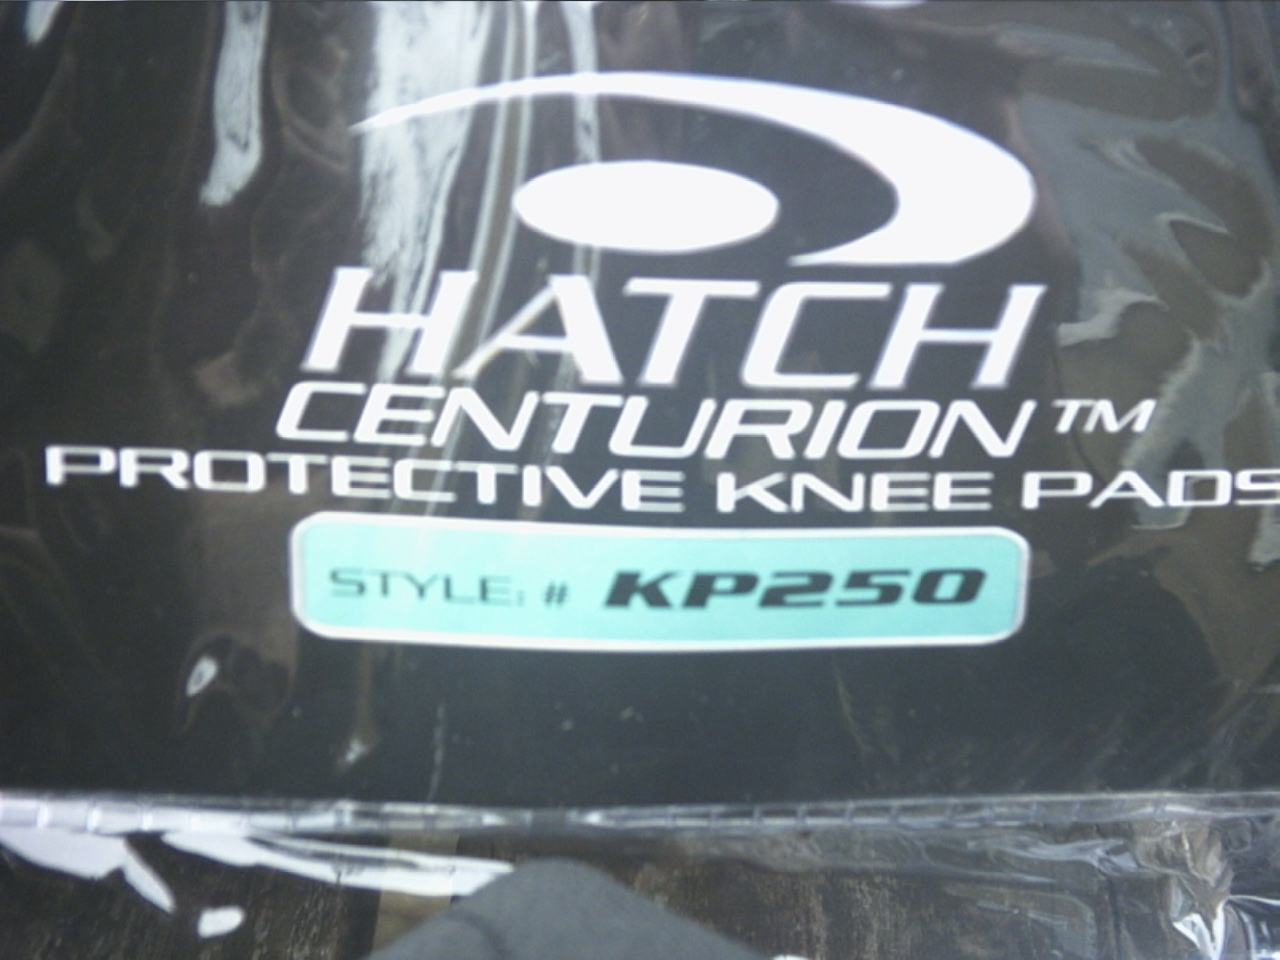 HATCH
CENTURION™
PROTECTIVE KNEE PADS
STYLE: # KP250